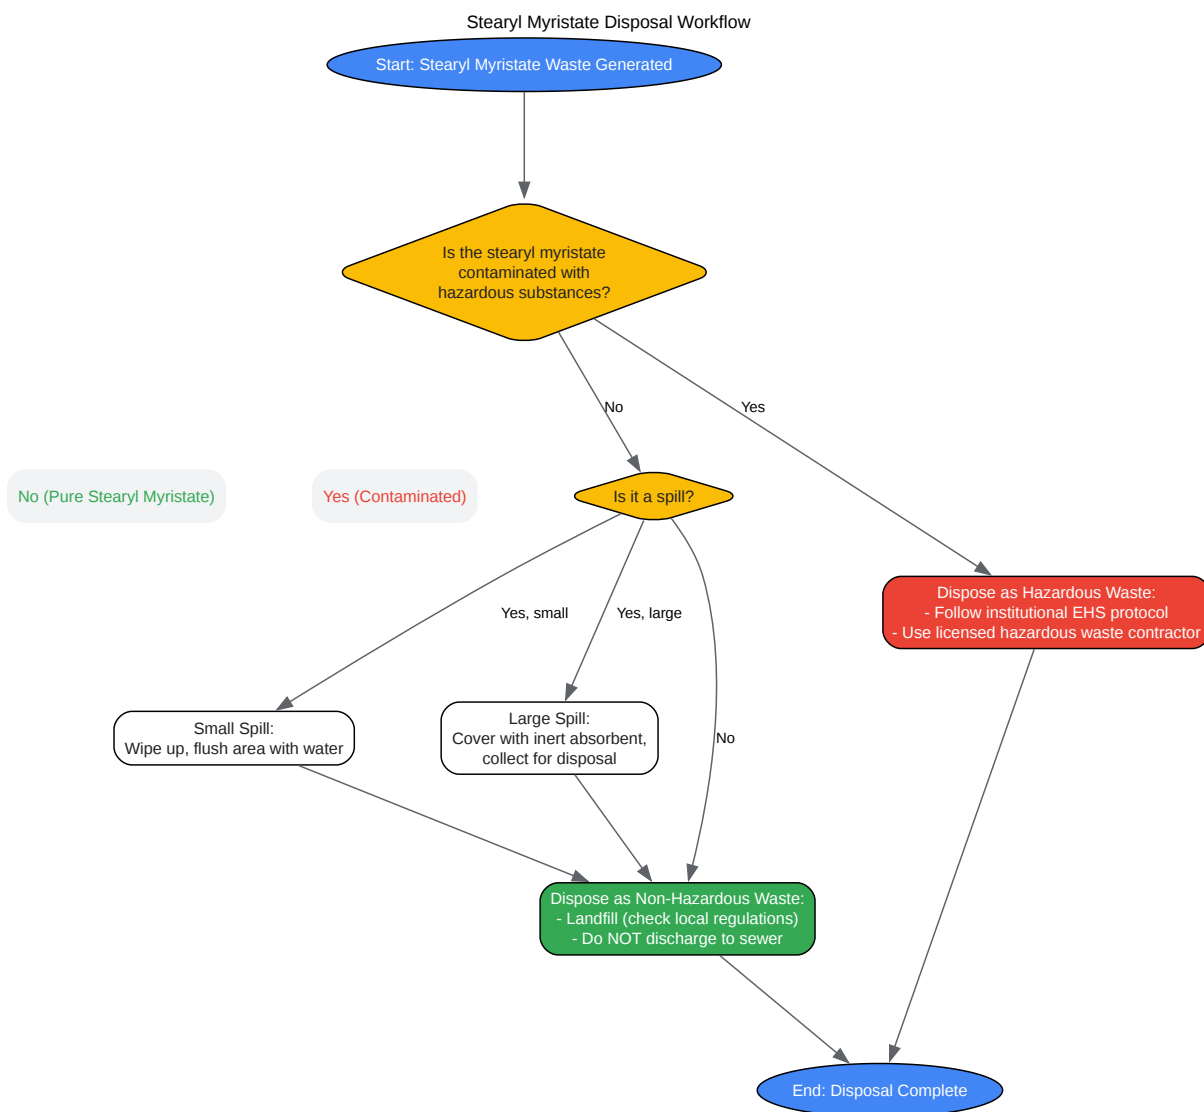 Stearyl Myristate Disposal Workflow
Start: Stearyl Myristate Waste Generated
Is the stearyl myristate
contaminated with
hazardous substances?
No
Yes
No (Pure Stearyl Myristate)
Yes (Contaminated)
Is it a spill?
Dispose as Hazardous Waste:
- Follow institutional EHS protocol
- Use licensed hazardous waste contractor
Yes, small
Yes, large
Small Spill:
Wipe up, flush area with water
Large Spill:
Cover with inert absorbent,
collect for disposal
No
Dispose as Non-Hazardous Waste:
- Landfill (check local regulations)
- Do NOT discharge to sewer
End: Disposal Complete